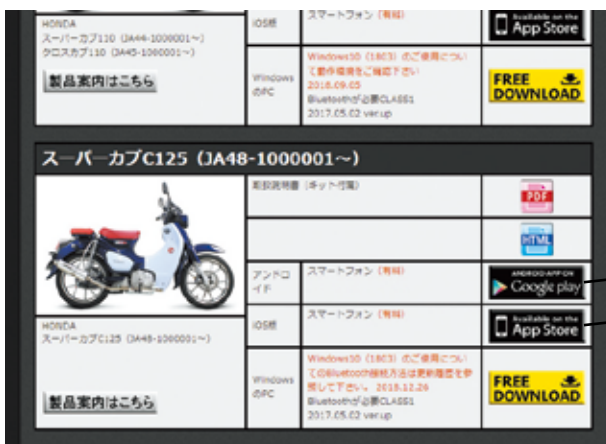 HONDA
スーパーカブ110 (JA44-1000001~)
クロスカブ110 (JA45-1000001~)
製品案内はこちら
iOS他
スマートフォン (有料)
Available on the
App Store
Windows
のPC
Windows10 (1803) のご使用につい
て動作環境をご確認下さい
2018.09.05
Bluetoothが必要CLASS1
2017.05.02 ver.up
FREE
DOWNLOAD
スーパーカブC125 (JA48-1000001~)
取扱説明書 (キット付属)
PDF
HTML
アンドロ
イド
スマートフォン (有料)
ANDROID APP ON
Google play
HONDA
スーパーカブC125 (JA48-1000001~)
製品案内はこちら
iOS他
スマートフォン (有料)
Available on the
App Store
Windows
のPC
Windows10 (1803) のご使用につい
てのBluetooth接続方法は更新履歴を参
照して下さい。 2018.12.26
Bluetoothが必要CLASS1
2017.05.02 ver.up
FREE
DOWNLOAD